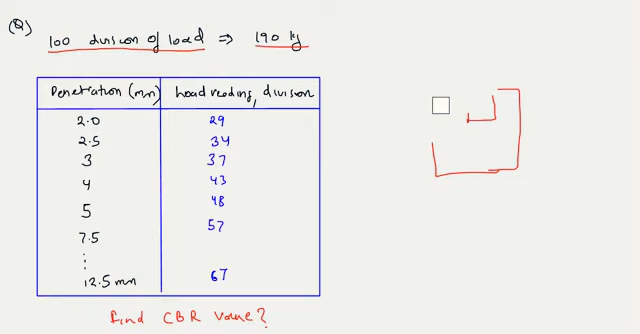 (Q) 100 division of load ⇒ 190 kg
Penetration (mm) Load reading, division
2.0 29
2.5 34
3 37
4 43
5 48
7.5 57
⋮
12.5 mm 67
find CBR value?